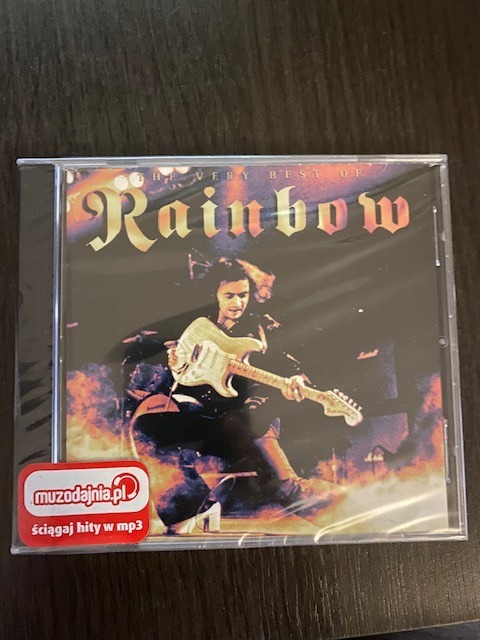 THE VERY BEST OF
Rainbow
muzodajnia.pl
ściągaj hity w mp3